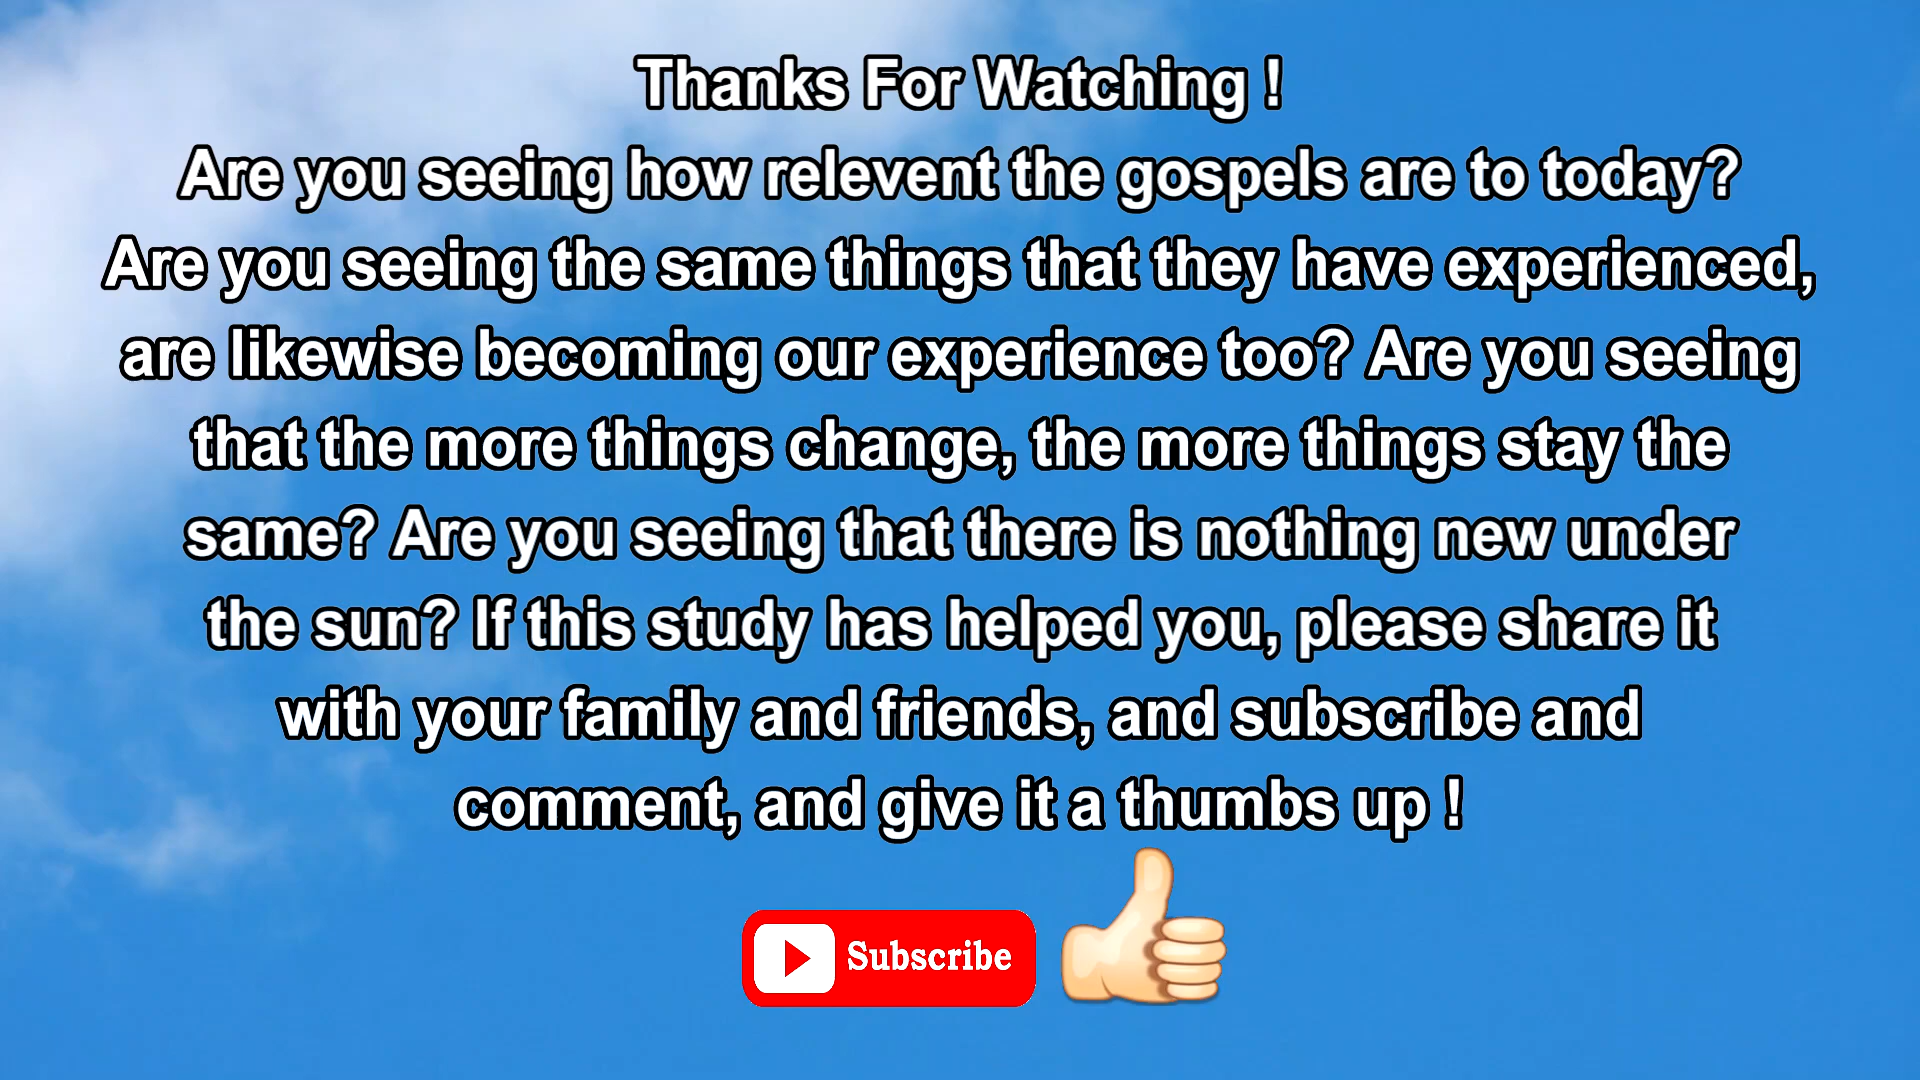 Thanks For Watching !
Are you seeing how relevent the gospels are to today?
Are you seeing the same things that they have experienced,
are likewise becoming our experience too? Are you seeing
that the more things change, the more things stay the
same? Are you seeing that there is nothing new under
the sun? If this study has helped you, please share it
with your family and friends, and subscribe and
comment, and give it a thumbs up !
Subscribe